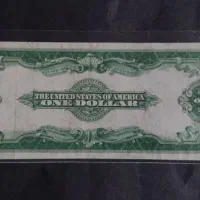 THE UNITED STATES OF AMERICA
ONE DOLLAR